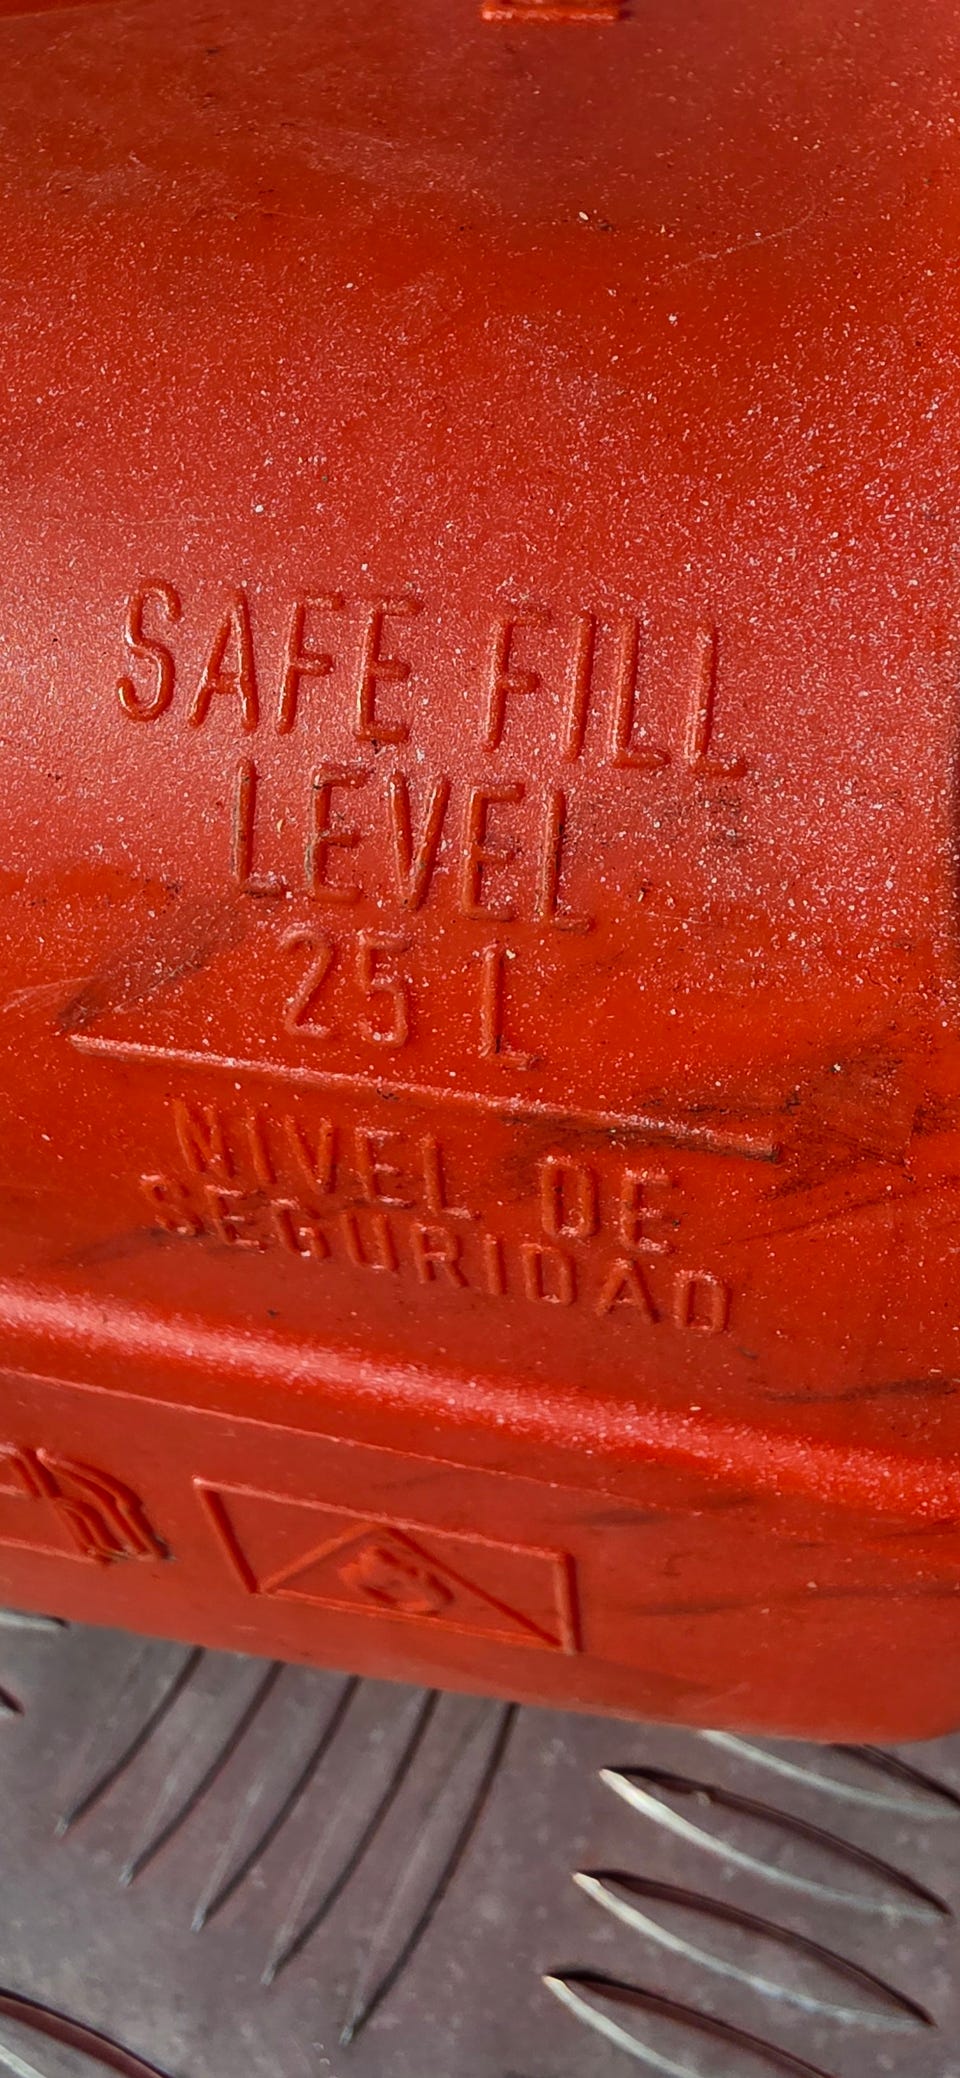 SAFE FILL
LEVEL
25 L
NIVEL DE
SEGURIDAD